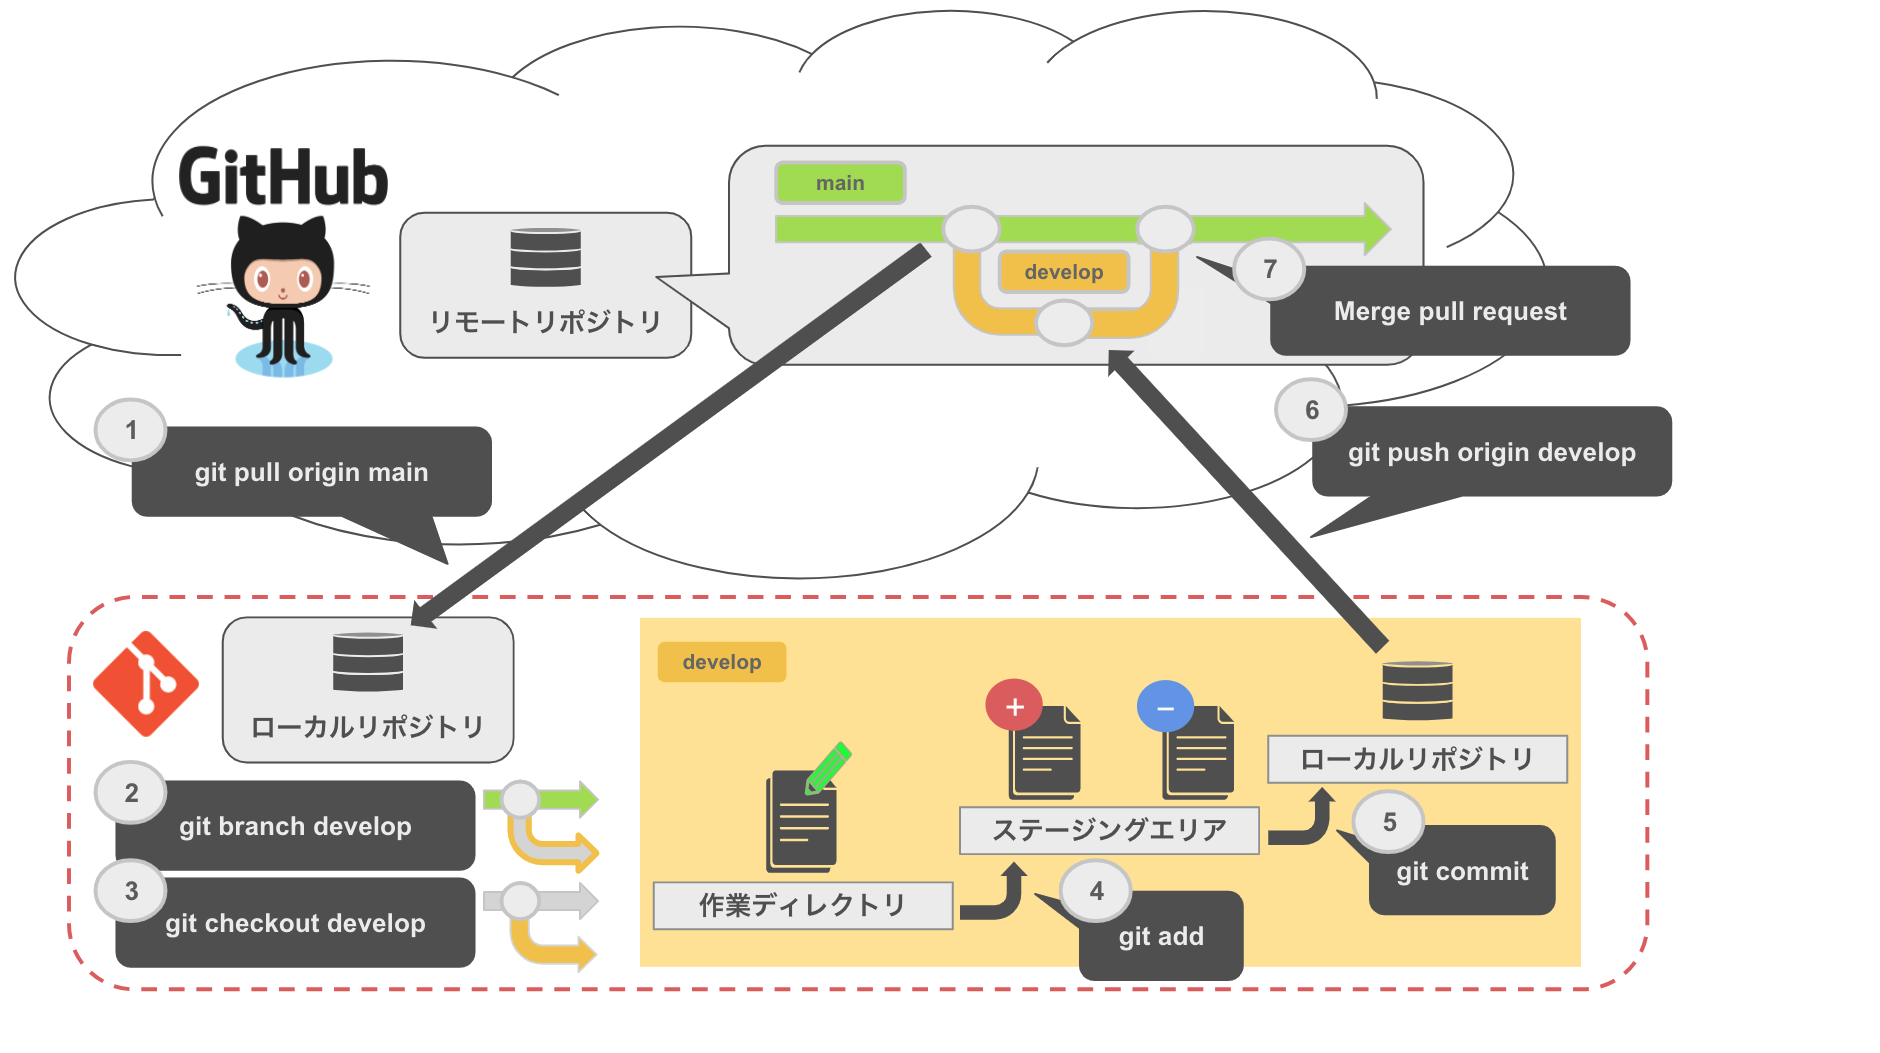 GitHub
main
develop
リモートリポジトリ
7
Merge pull request
1
git pull origin main
6
git push origin develop
ローカルリポジトリ
develop
+
−
ローカルリポジトリ
2
git branch develop
ステージングエリア
5
git commit
3
git checkout develop
作業ディレクトリ
4
git add